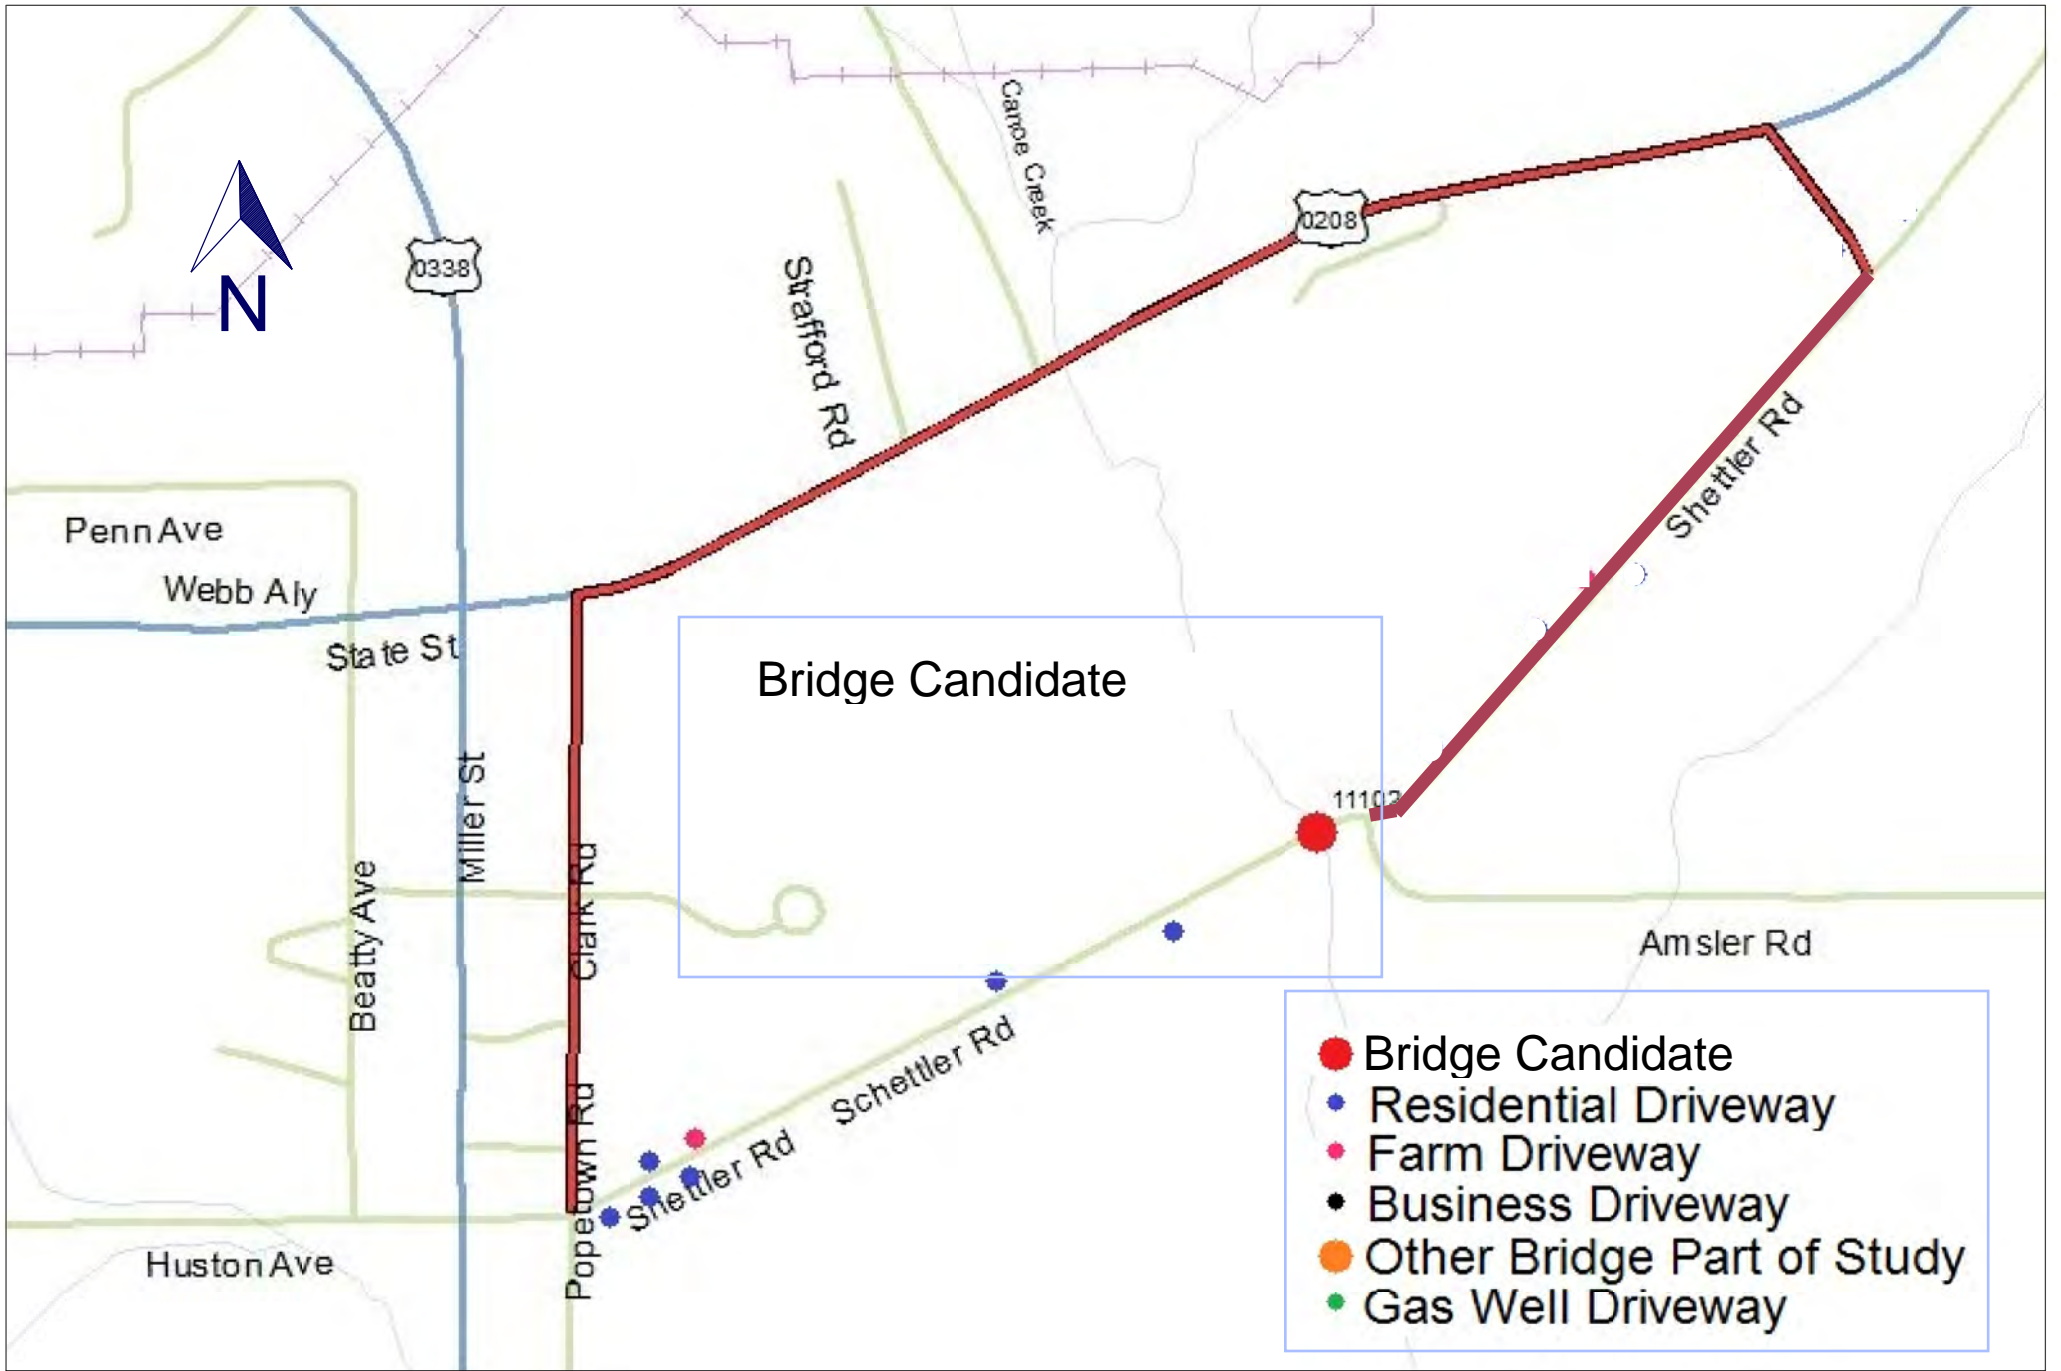 Canoe Creek
0208
0338
N
Strafford Rd
Shettler Rd
Penn Ave
Webb Aly
State St
Bridge Candidate
Miller St
11103
Clark Rd
Beatty Ave
Amsler Rd
Schettler Rd
Shettler Rd
Popetown Rd
Huston Ave
Bridge Candidate
Residential Driveway
Farm Driveway
Business Driveway
Other Bridge Part of Study
Gas Well Driveway